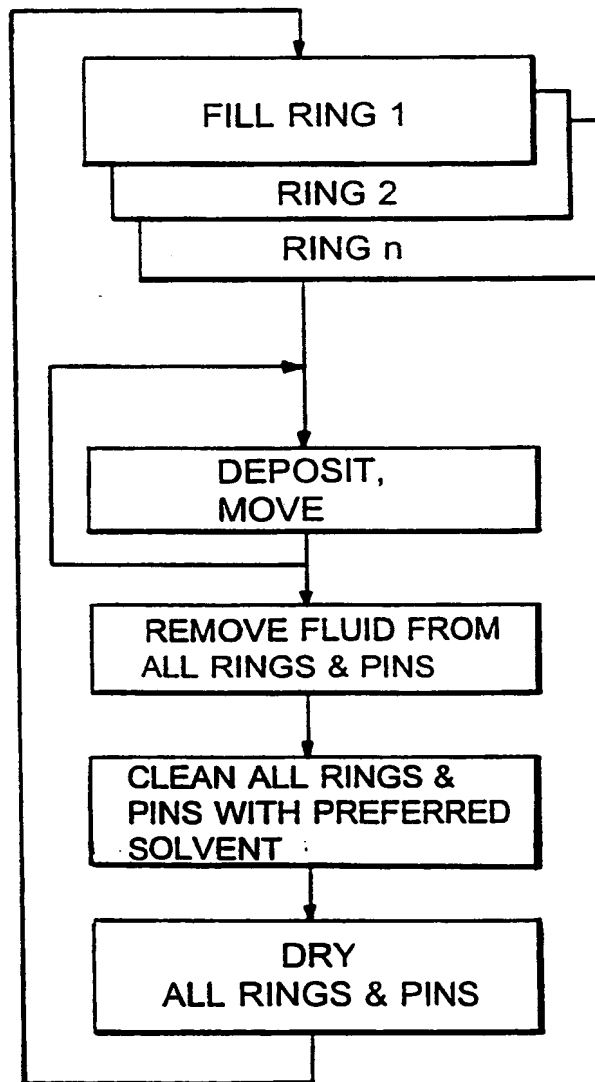 FILL RING 1
RING 2
RING n
DEPOSIT,
MOVE
REMOVE FLUID FROM
ALL RINGS & PINS
CLEAN ALL RINGS &
PINS WITH PREFERRED
SOLVENT
DRY
ALL RINGS & PINS